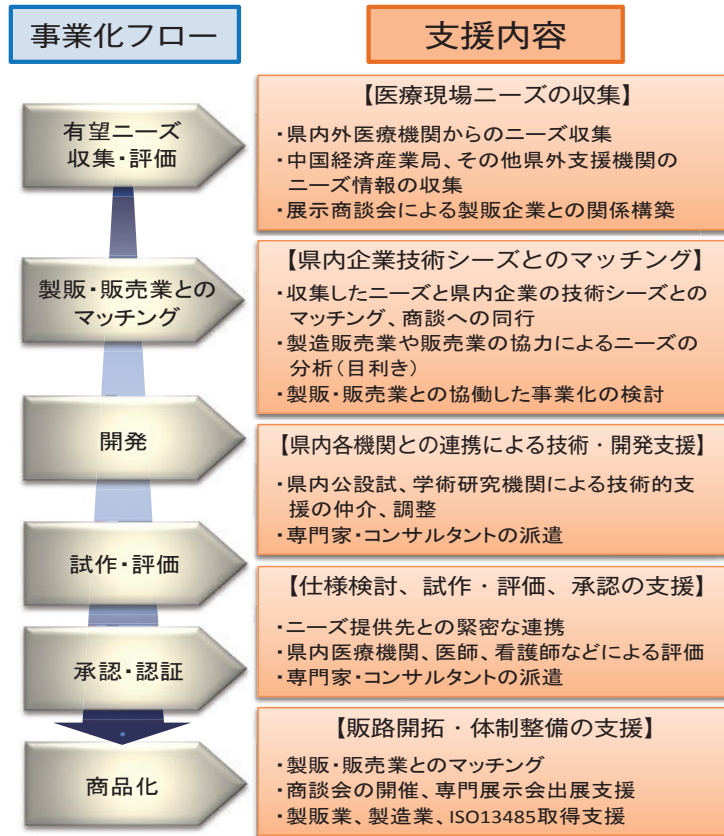 事業化フロー
支援内容
有望ニーズ
収集・評価
【医療現場ニーズの収集】
・県内外医療機関からのニーズ収集
・中国経済産業局、その他県外支援機関の
ニーズ情報の収集
・展示商談会による製販企業との関係構築
製販・販売業との
マッチング
【県内企業技術シーズとのマッチング】
・収集したニーズと県内企業の技術シーズとの
マッチング、商談への同行
・製造販売業や販売業の協力によるニーズの
分析(目利き)
・製販・販売業との協働した事業化の検討
開発
【県内各機関との連携による技術・開発支援】
・県内公設試、学術研究機関による技術的支
援の仲介、調整
・専門家・コンサルタントの派遣
試作・評価
【仕様検討、試作・評価、承認の支援】
・ニーズ提供先との緊密な連携
・県内医療機関、医師、看護師などによる評価
・専門家・コンサルタントの派遣
承認・認証
【販路開拓・体制整備の支援】
・製販・販売業とのマッチング
・商談会の開催、専門展示会出展支援
・製販業、製造業、ISO13485取得支援
商品化